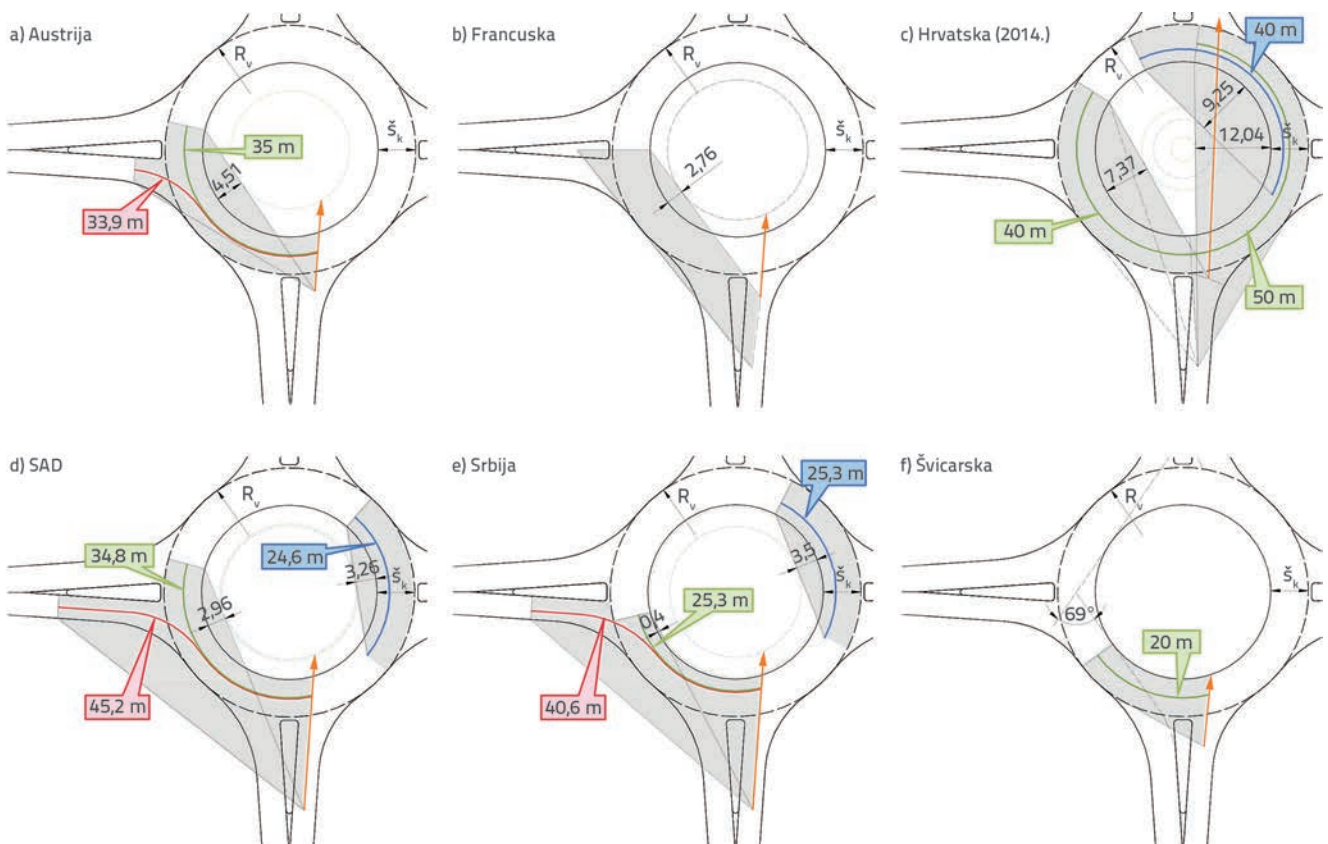 a) Austrija
R_v
š_k
35 m
4,51
33,9 m
b) Francuska
R_v
š_k
2,76
c) Hrvatska (2014.)
40 m
R_v
9,25
12,04
š_k
7,37
40 m
50 m
d) SAD
R_v
34,8 m
24,6 m
3,26
š_k
2,96
45,2 m
e) Srbija
25,3 m
R_v
3,5
š_k
0,4
25,3 m
40,6 m
f) Švicarska
R_v
š_k
69°
20 m